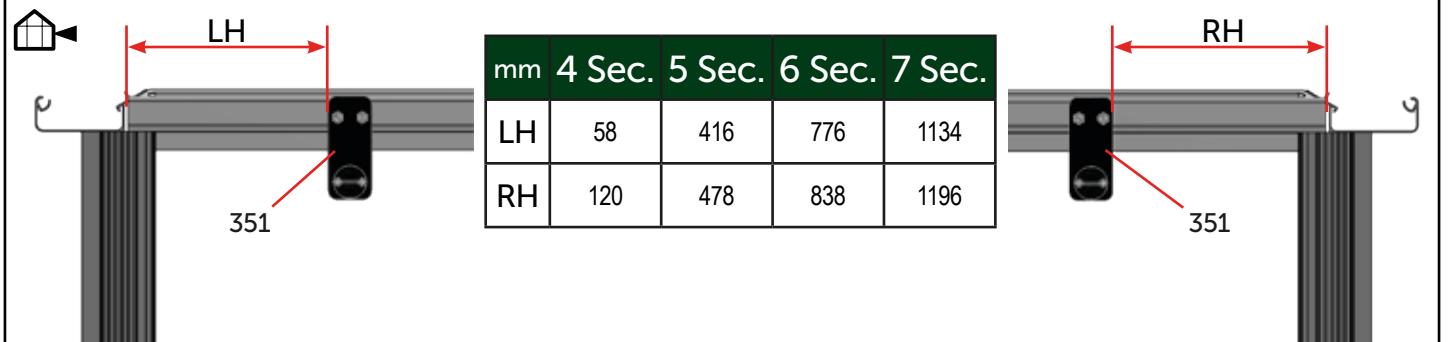 LH
RH
mm 4 Sec. 5 Sec. 6 Sec. 7 Sec.
LH 58 416 776 1134
RH 120 478 838 1196
351
351